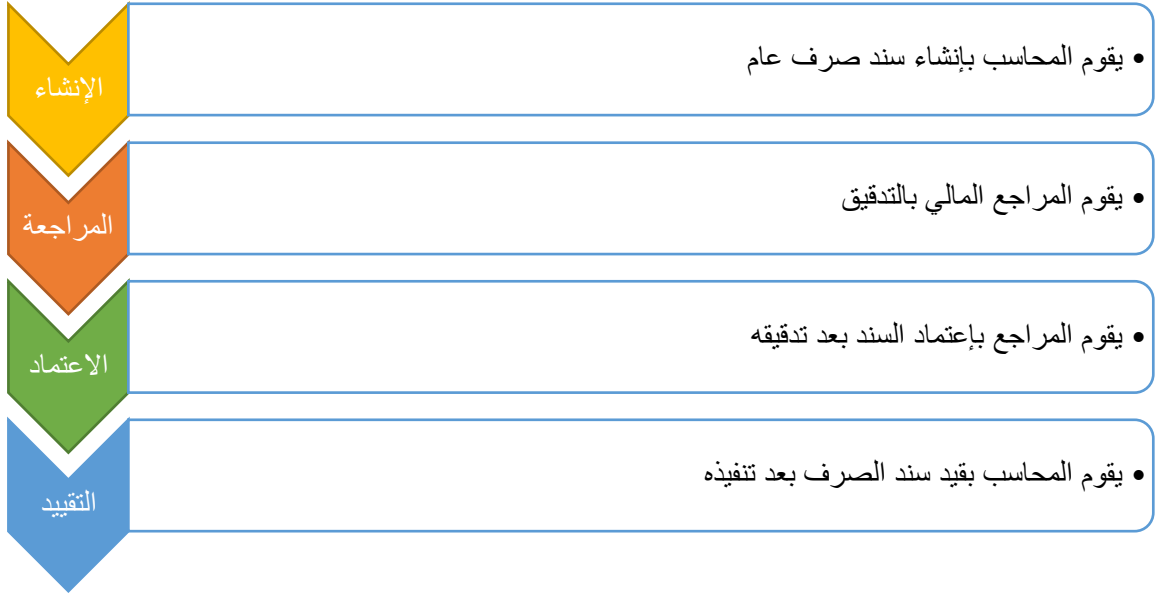 الإنشاء
• يقوم المحاسب بإنشاء سند صرف عام
المراجعة
• يقوم المراجع المالي بالتدقيق
الاعتماد
• يقوم المراجع بإعتماد السند بعد تدقيقه
التقييد
• يقوم المحاسب بقيد سند الصرف بعد تنفيذه